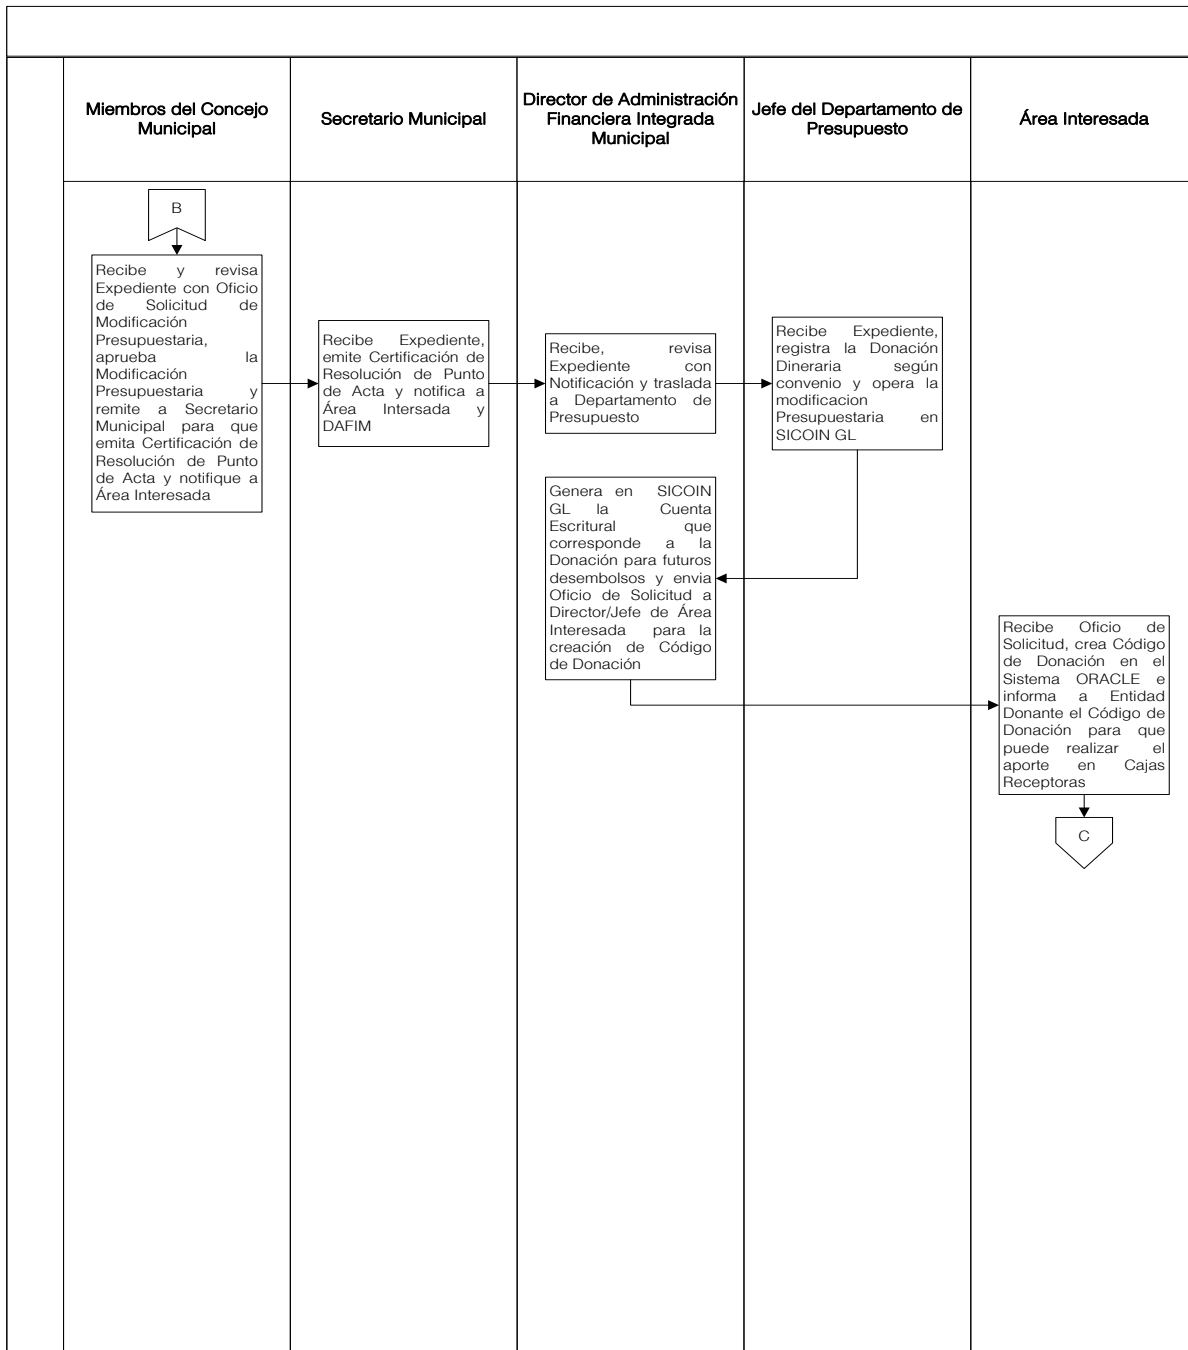 Miembros del Concejo
Municipal
Secretario Municipal
Director de Administración
Financiera Integrada
Municipal
Jefe del Departamento de
Presupuesto
Área Interesada
B
Recibe y revisa
Expediente con Oficio
de Solicitud de
Modificación
Presupuestaria,
aprueba la
Modificación
Presupuestaria y
remite a Secretario
Municipal para que
emita Certificación de
Resolución de Punto
de Acta y notifique a
Área Interesada
Recibe Expediente,
emite Certificación de
Resolución de Punto
de Acta y notifica a
Área Intersada y
DAFIM
Recibe, revisa
Expediente con
Notificación y traslada
a Departamento de
Presupuesto
Recibe Expediente,
registra la Donación
Dineraria según
convenio y opera la
modificacion
Presupuestaria en
SICOIN GL
Genera en SICOIN
GL la Cuenta
Escritural que
corresponde a la
Donación para futuros
desembolsos y envia
Oficio de Solicitud a
Director/Jefe de Área
Interesada para la
creación de Código
de Donación
Recibe Oficio de
Solicitud, crea Código
de Donación en el
Sistema ORACLE e
informa a Entidad
Donante el Código de
Donación para que
puede realizar el
aporte en Cajas
Receptoras
C